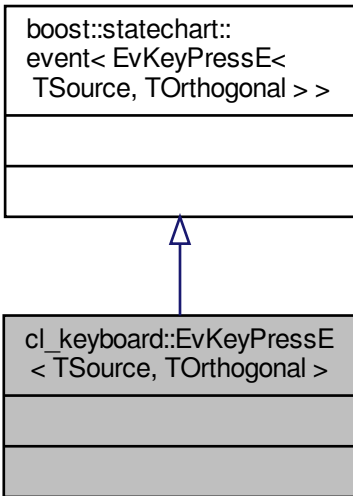 boost::statechart::
event< EvKeyPressE<
TSource, TOrthogonal > >
cl_keyboard::EvKeyPressE
< TSource, TOrthogonal >